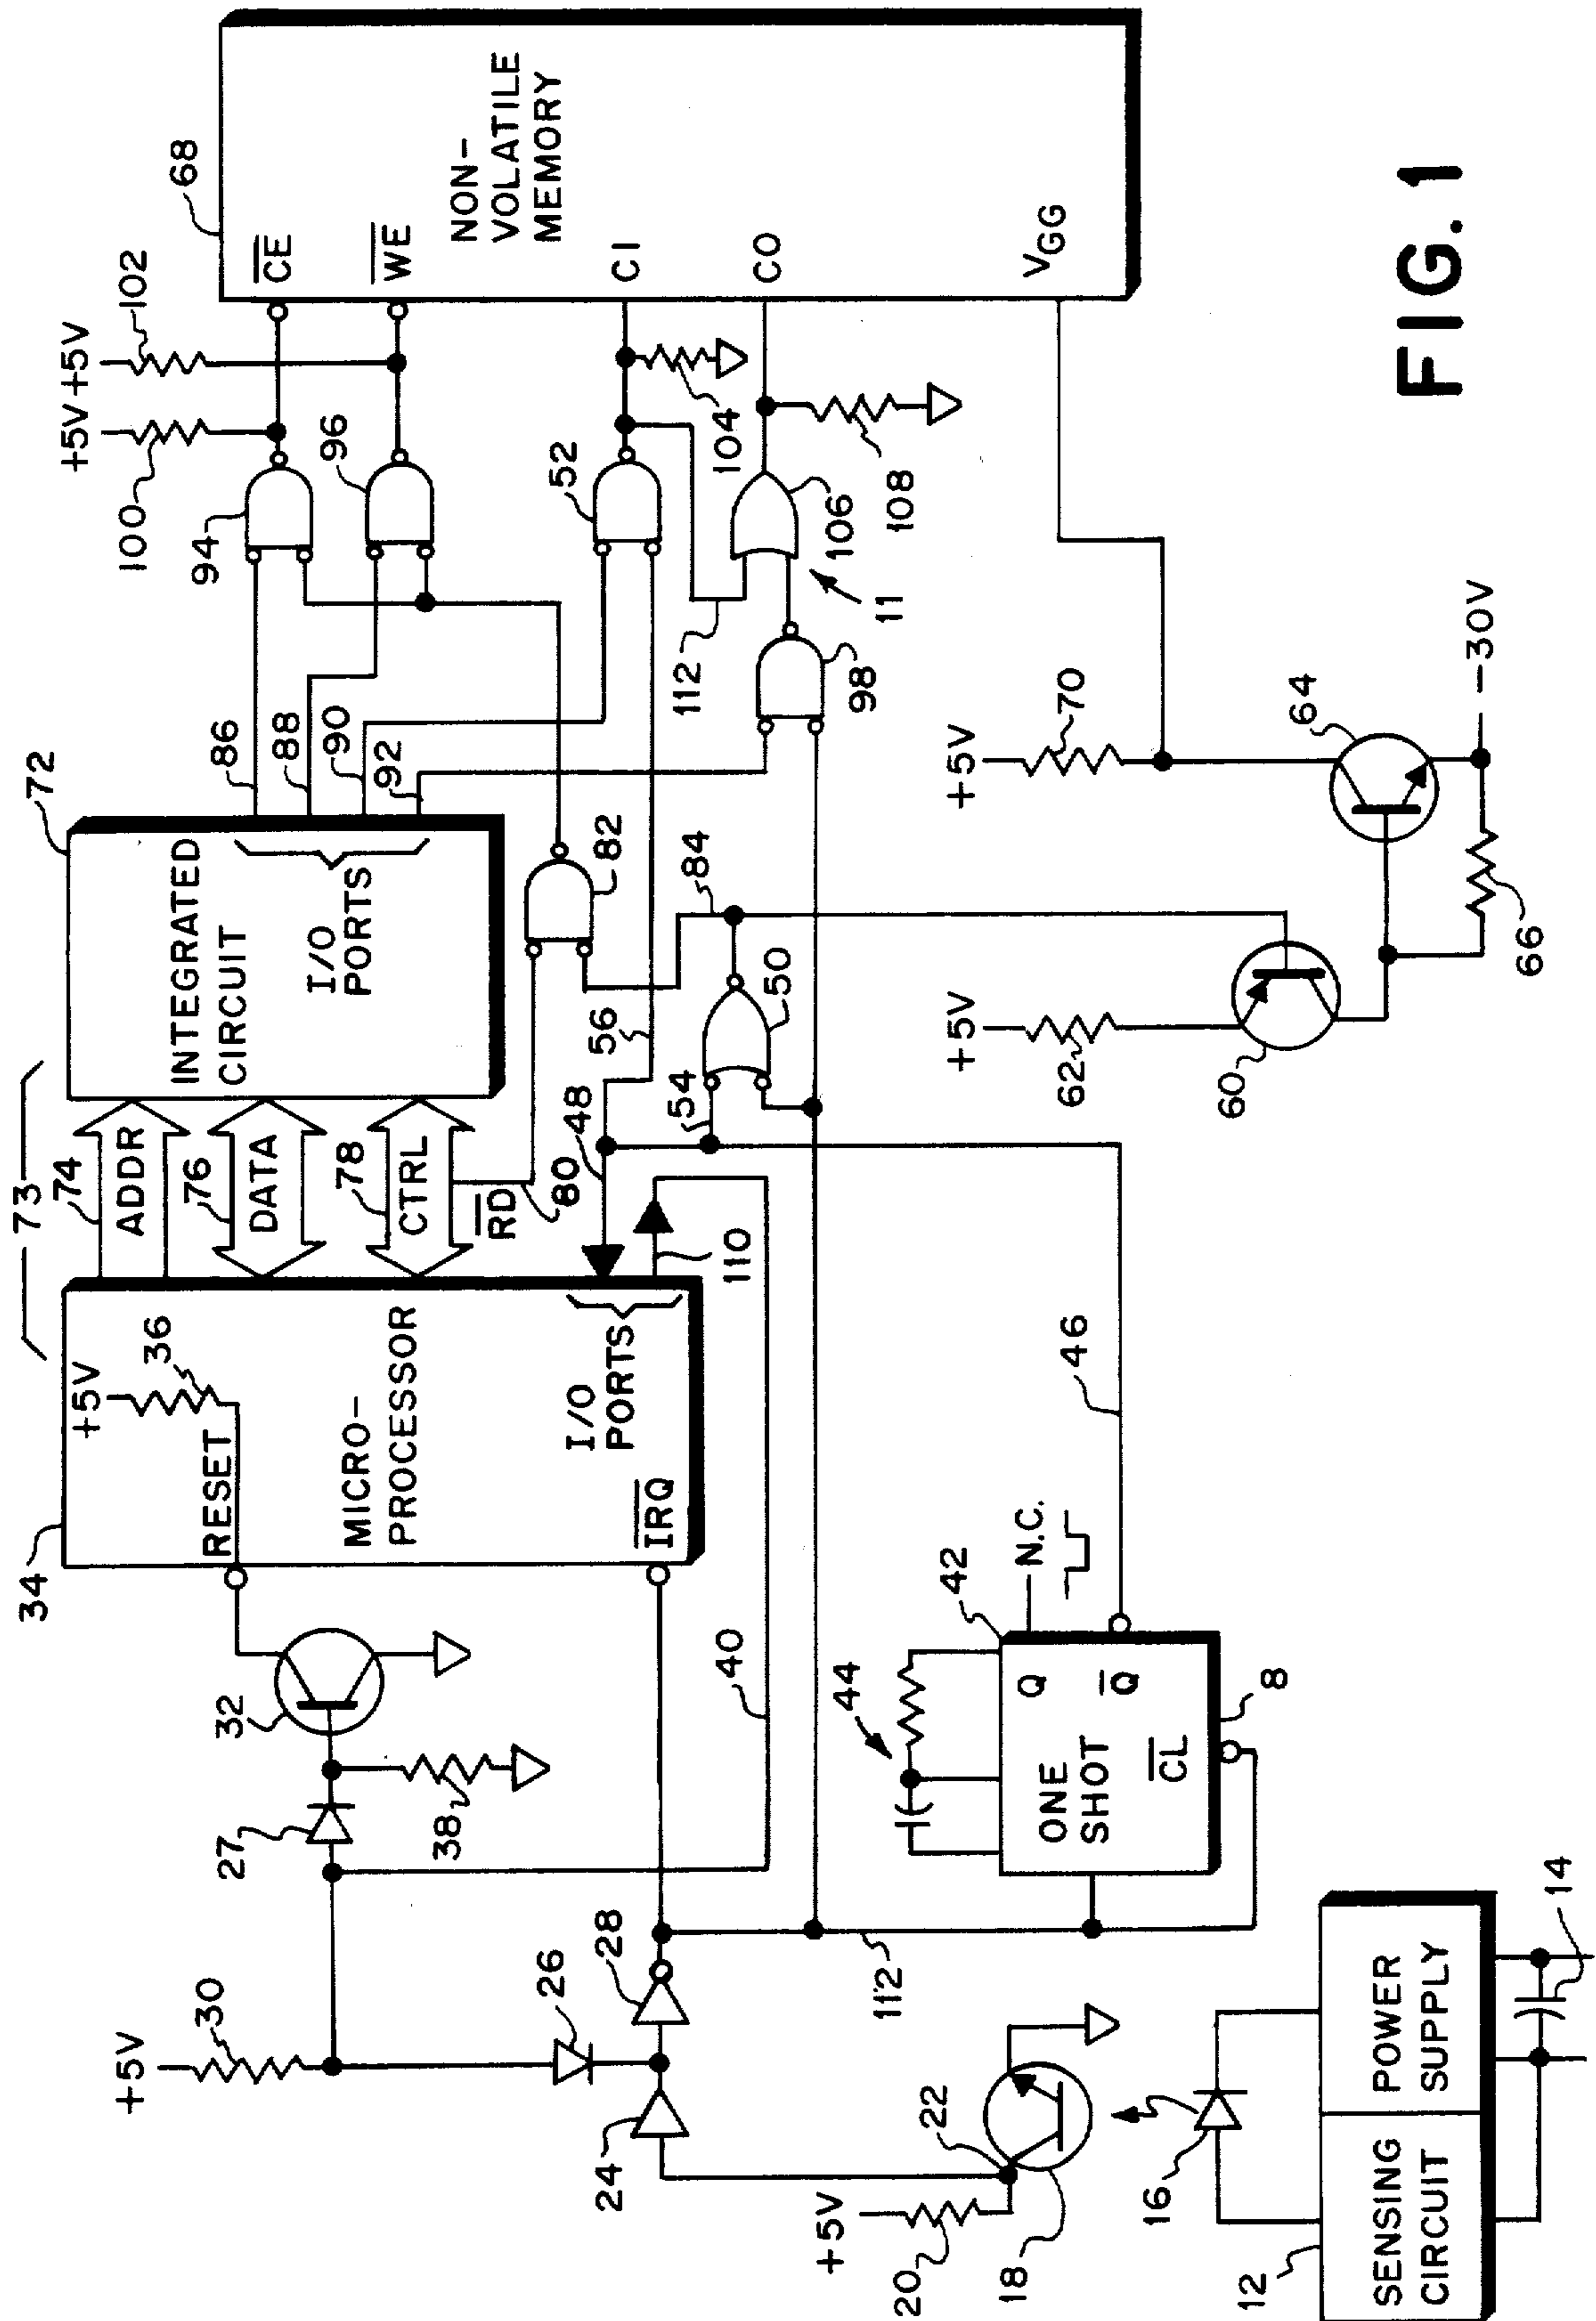 34
73
72
68
+5V
36
RESET
MICRO-
PROCESSOR
I/O
PORTS
IRQ
74
ADDR
76
DATA
78
CTRL
RD
80
48
110
INTEGRATED
CIRCUIT
I/O
PORTS
86
88
90
92
+5V
+5V
100
102
94
96
CE
WE
NON-
VOLATILE
MEMORY
CI
CO
VGG
52
104
112
106
11
98
108
82
84
56
54
50
+5V
30
27
32
38
40
26
28
24
+5V
20
22
18
112
44
42
N.C.
Q
Q
ONE
SHOT
CL
8
46
+5V
62
60
+5V
70
64
66
-30V
16
12
SENSING
CIRCUIT
POWER
SUPPLY
14
FIG. 1